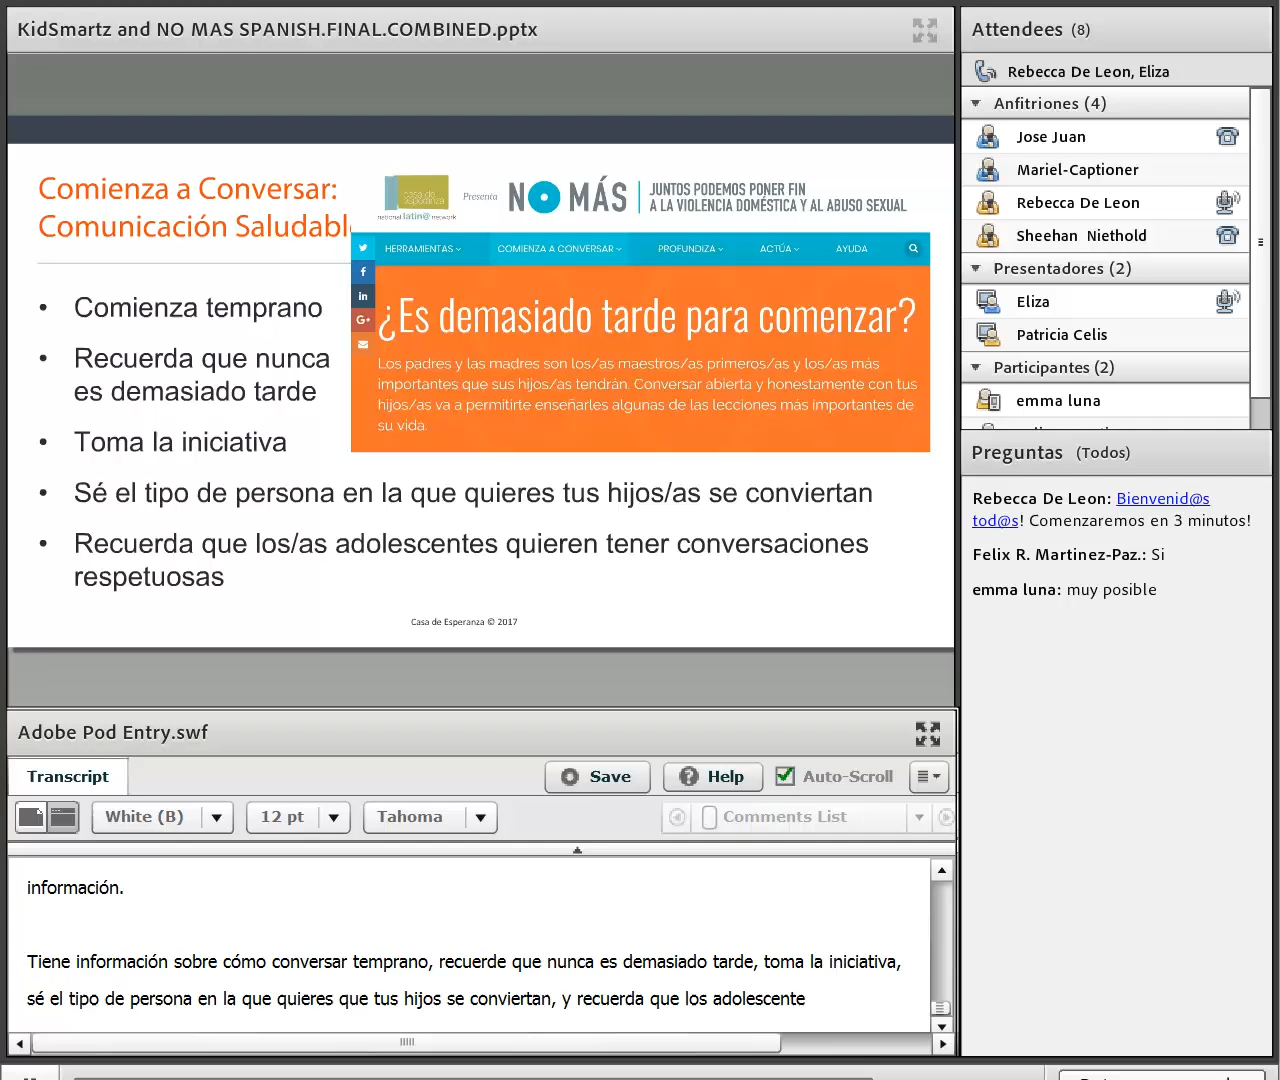 KidSmartz and NO MAS SPANISH.FINAL.COMBINED.pptx
Comienza a Conversar:
Comunicación Saludabl
casa de
esperanza
national latin@ network
Presenta
NO MÁS
JUNTOS PODEMOS PONER FIN
A LA VIOLENCIA DOMÉSTICA Y AL ABUSO SEXUAL
HERRAMIENTAS
COMIENZA A CONVERSAR
PROFUNDIZA
ACTÚA
AYUDA
¿Es demasiado tarde para comenzar?
Los padres y las madres son los/as maestros/as primeros/as y los/as más
importantes que sus hijos/as tendrán. Conversar abierta y honestamente con tus
hijos/as va a permitirte enseñarles algunas de las lecciones más importantes de
su vida.
• Comienza temprano
• Recuerda que nunca
es demasiado tarde
• Toma la iniciativa
• Sé el tipo de persona en la que quieres tus hijos/as se conviertan
• Recuerda que los/as adolescentes quieren tener conversaciones
respetuosas
Casa de Esperanza © 2017
Attendees (8)
Rebecca De Leon, Eliza
Anfitriones (4)
Jose Juan
Mariel-Captioner
Rebecca De Leon
Sheehan Niethold
Presentadores (2)
Eliza
Patricia Celis
Participantes (2)
emma luna
Preguntas (Todos)
Rebecca De Leon: Bienvenid@s
tod@s! Comenzaremos en 3 minutos!
Felix R. Martinez-Paz.: Si
emma luna: muy posible
Adobe Pod Entry.swf
Transcript
Save
Help
Auto-Scroll
White (B)
12 pt
Tahoma
Comments List
información.
Tiene información sobre cómo conversar temprano, recuerde que nunca es demasiado tarde, toma la iniciativa,
sé el tipo de persona en la que quieres que tus hijos se conviertan, y recuerda que los adolescente